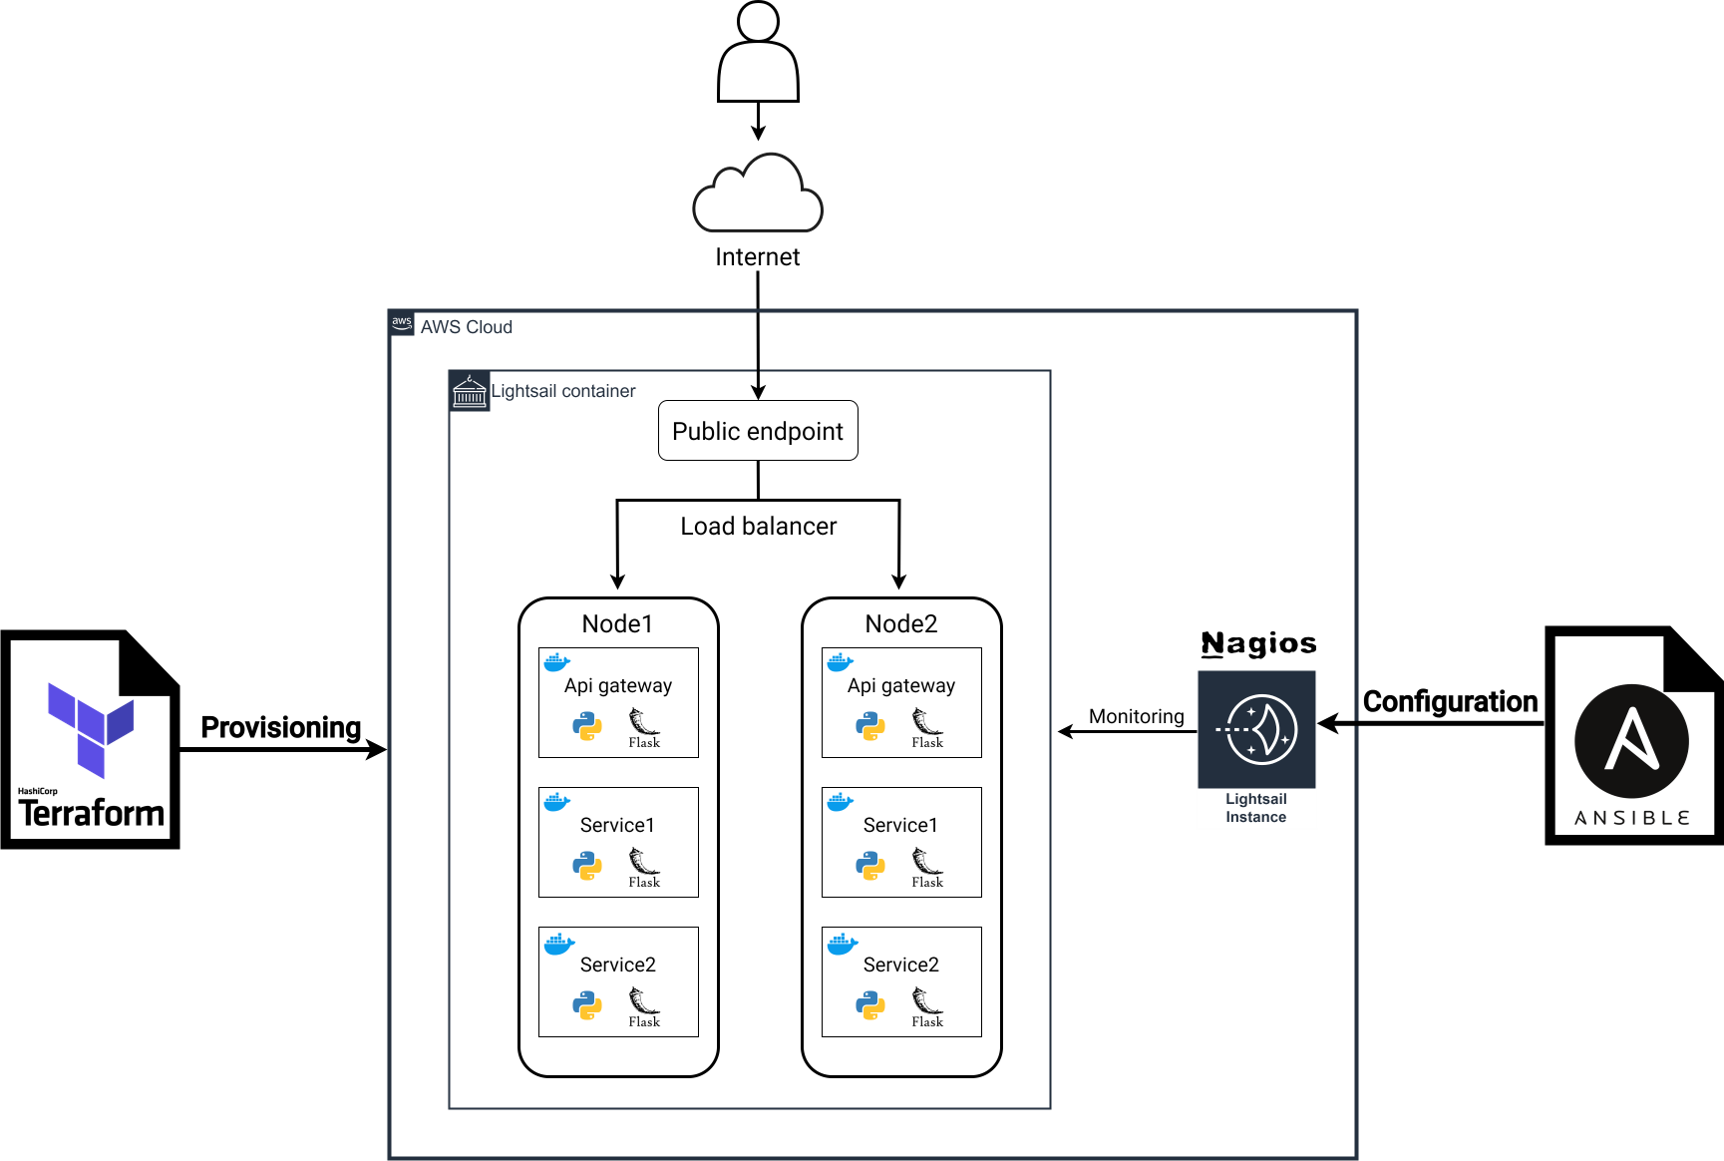 Internet
aws
AWS Cloud
Lightsail container
Public endpoint
Load balancer
Node1
Api gateway
Flask
Service1
Flask
Service2
Flask
Node2
Api gateway
Flask
Service1
Flask
Service2
Flask
HashiCorp
Terraform
Provisioning
Monitoring
Nagios
Lightsail
Instance
Configuration
ANSIBLE